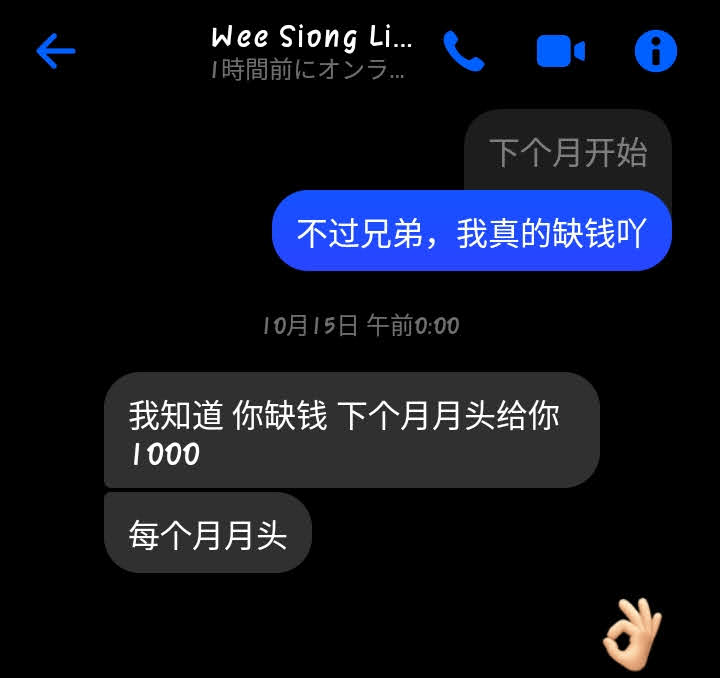 Wee Siong Li...
1時間前にオンラ...
下个月开始
不过兄弟，我真的缺钱吖
10月15日 午前0:00
我知道 你缺钱 下个月月头给你
1000
每个月月头